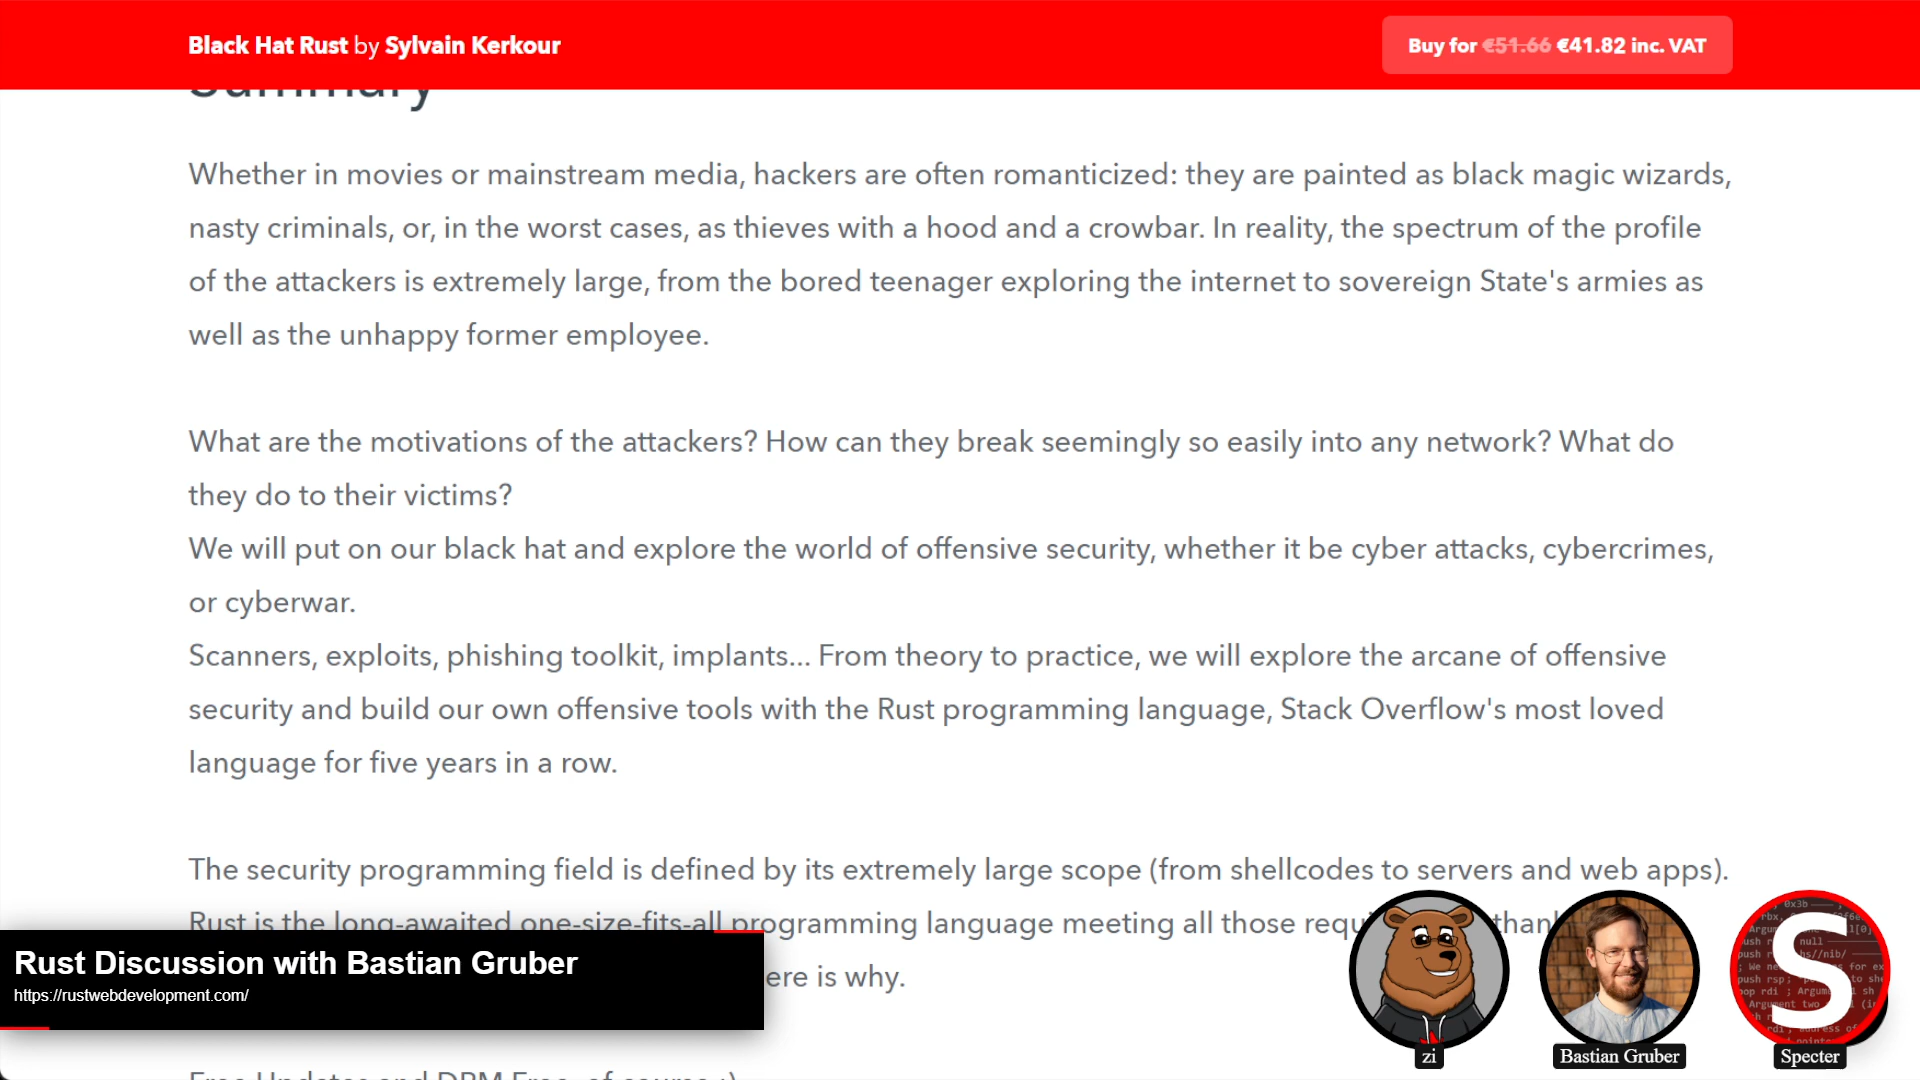 Black Hat Rust by Sylvain Kerkour
Buy for €51.66 €41.82 inc. VAT
Summary
Whether in movies or mainstream media, hackers are often romanticized: they are painted as black magic wizards,
nasty criminals, or, in the worst cases, as thieves with a hood and a crowbar. In reality, the spectrum of the profile
of the attackers is extremely large, from the bored teenager exploring the internet to sovereign State's armies as
well as the unhappy former employee.
What are the motivations of the attackers? How can they break seemingly so easily into any network? What do
they do to their victims?
We will put on our black hat and explore the world of offensive security, whether it be cyber attacks, cybercrimes,
or cyberwar.
Scanners, exploits, phishing toolkit, implants... From theory to practice, we will explore the arcane of offensive
security and build our own offensive tools with the Rust programming language, Stack Overflow's most loved
language for five years in a row.
The security programming field is defined by its extremely large scope (from shellcodes to servers and web apps).
Rust is the long-awaited one-size-fits-all programming language meeting all those
ere is why.
Free Updates and DRM Free, of course :)
Rust Discussion with Bastian Gruber
https://rustwebdevelopment.com/
zi
Bastian Gruber
S
Specter